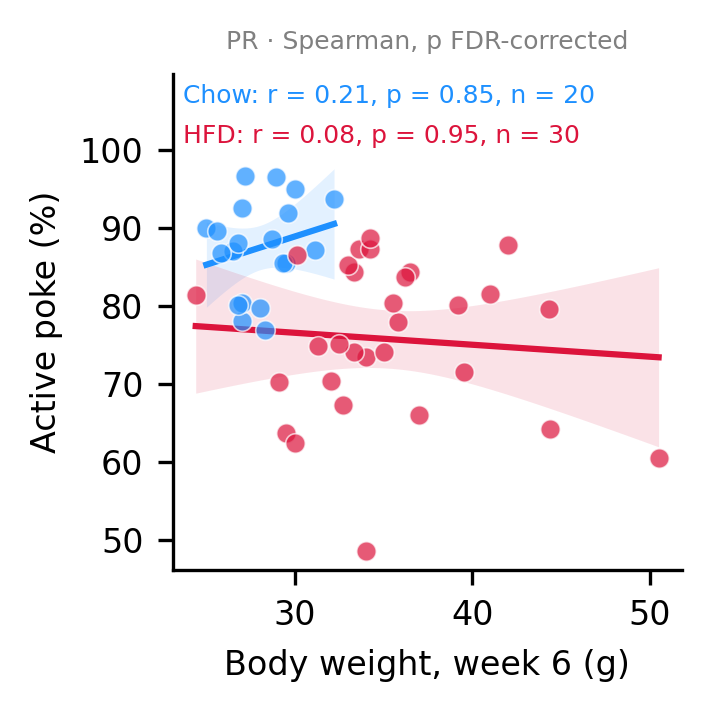 PR · Spearman, p FDR-corrected
Chow: r = 0.21, p = 0.85, n = 20
HFD: r = 0.08, p = 0.95, n = 30
100
90
80
70
60
50
Active poke (%)
30 40 50
Body weight, week 6 (g)